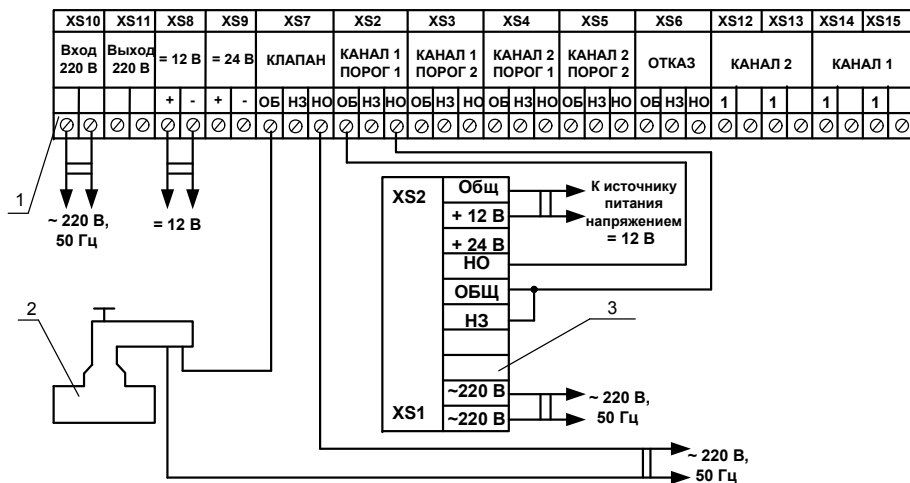 XS10 XS11 XS8 XS9 XS7 XS2 XS3 XS4 XS5 XS6 XS12 XS13 XS14 XS15
Вход 220 В Выход 220 В = 12 В = 24 В КЛАПАН КАНАЛ 1 ПОРОГ 1 КАНАЛ 1 ПОРОГ 2 КАНАЛ 2 ПОРОГ 1 КАНАЛ 2 ПОРОГ 2 ОТКАЗ КАНАЛ 2 КАНАЛ 1
+ - + - ОБ НЗ НО ОБ НЗ НО ОБ НЗ НО ОБ НЗ НО ОБ НЗ НО ОБ НЗ НО 1 1 1 1
1
~ 220 В,
50 Гц
= 12 В
XS2
Общ
+ 12 В
+ 24 В
НО
ОБЩ
НЗ
~220 В
~220 В
XS1
К источнику
питания
напряжением
= 12 В
2
3
~ 220 В,
50 Гц
~ 220 В,
50 Гц